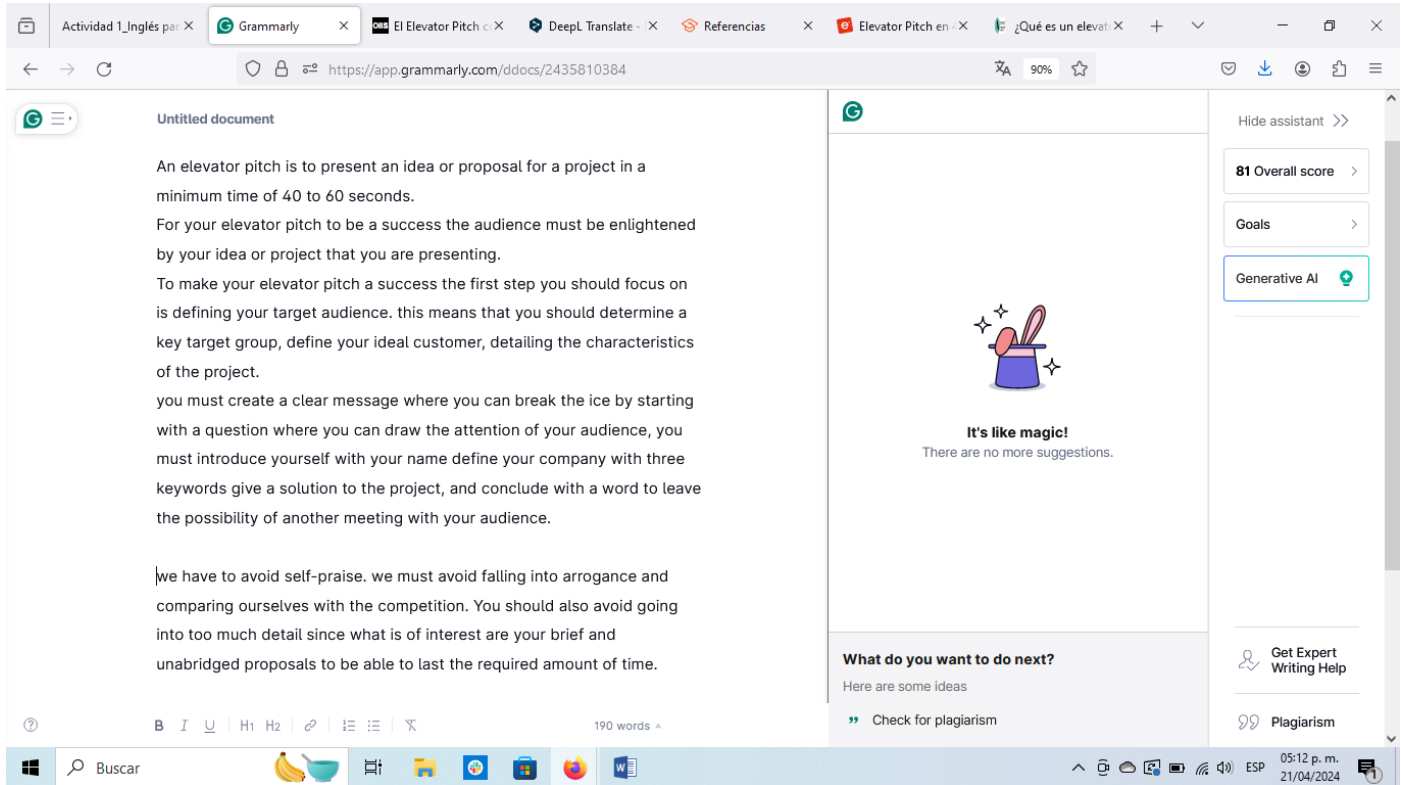 Actividad 1_Inglés par
Grammarly
OBS El Elevator Pitch c
DeepL Translate -
Referencias
e Elevator Pitch en 4
¿Qué es un elevat
https://app.grammarly.com/ddocs/2435810384
90%
Untitled document
An elevator pitch is to present an idea or proposal for a project in a
minimum time of 40 to 60 seconds.
For your elevator pitch to be a success the audience must be enlightened
by your idea or project that you are presenting.
To make your elevator pitch a success the first step you should focus on
is defining your target audience. this means that you should determine a
key target group, define your ideal customer, detailing the characteristics
of the project.
you must create a clear message where you can break the ice by starting
with a question where you can draw the attention of your audience, you
must introduce yourself with your name define your company with three
keywords give a solution to the project, and conclude with a word to leave
the possibility of another meeting with your audience.
we have to avoid self-praise. we must avoid falling into arrogance and
comparing ourselves with the competition. You should also avoid going
into too much detail since what is of interest are your brief and
unabridged proposals to be able to last the required amount of time.
B I U H1 H2
190 words
It's like magic!
There are no more suggestions.
What do you want to do next?
Here are some ideas
Check for plagiarism
Hide assistant
81 Overall score
Goals
Generative AI
Get Expert
Writing Help
Plagiarism
Buscar
ESP
05:12 p. m.
21/04/2024
1